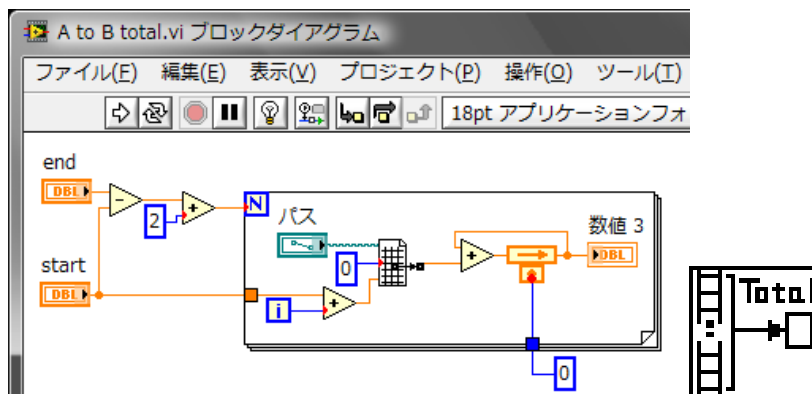 A to B total.vi ブロックダイアグラム
ファイル(F) 編集(E) 表示(V) プロジェクト(P) 操作(O) ツール(T)
18pt アプリケーションフォ
end
DBL
2
N
パス
数値 3
DBL
0
start
DBL
i
0
Total